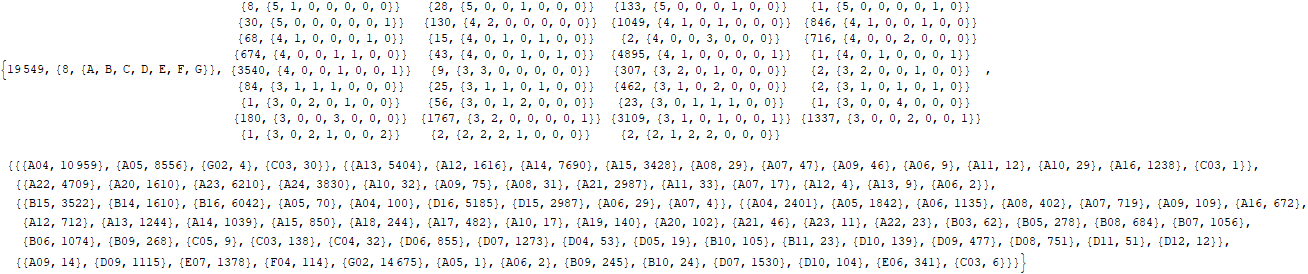 {8, {5, 1, 0, 0, 0, 0, 0}} {28, {5, 0, 0, 1, 0, 0, 0}} {133, {5, 0, 0, 0, 1, 0, 0}} {1, {5, 0, 0, 0, 0, 1, 0}}
{30, {5, 0, 0, 0, 0, 0, 1}} {130, {4, 2, 0, 0, 0, 0, 0}} {1049, {4, 1, 0, 1, 0, 0, 0}} {846, {4, 1, 0, 0, 1, 0, 0}}
{68, {4, 1, 0, 0, 0, 1, 0}} {15, {4, 0, 1, 0, 1, 0, 0}} {2, {4, 0, 0, 3, 0, 0, 0}} {716, {4, 0, 0, 2, 0, 0, 0}}
{674, {4, 0, 0, 1, 1, 0, 0}} {43, {4, 0, 0, 1, 0, 1, 0}} {4895, {4, 1, 0, 0, 0, 0, 1}} {1, {4, 0, 1, 0, 0, 0, 1}}
{19549, {8, {A, B, C, D, E, F, G}}, {3540, {4, 0, 0, 1, 0, 0, 1}} {9, {3, 3, 0, 0, 0, 0, 0}} {307, {3, 2, 0, 1, 0, 0, 0}} {2, {3, 2, 0, 0, 1, 0, 0}} ,
{84, {3, 1, 1, 1, 0, 0, 0}} {25, {3, 1, 1, 0, 1, 0, 0}} {462, {3, 1, 0, 2, 0, 0, 0}} {2, {3, 1, 0, 1, 0, 1, 0}}
{1, {3, 0, 2, 0, 1, 0, 0}} {56, {3, 0, 1, 2, 0, 0, 0}} {23, {3, 0, 1, 1, 1, 0, 0}} {1, {3, 0, 0, 4, 0, 0, 0}}
{180, {3, 0, 0, 3, 0, 0, 0}} {1767, {3, 2, 0, 0, 0, 0, 1}} {3109, {3, 1, 0, 1, 0, 0, 1}} {1337, {3, 0, 0, 2, 0, 0, 1}}
{1, {3, 0, 2, 1, 0, 0, 2}} {2, {2, 2, 2, 1, 0, 0, 0}} {2, {2, 1, 2, 2, 0, 0, 0}}
{{{A04, 10959}, {A05, 8556}, {G02, 4}, {C03, 30}}, {{A13, 5404}, {A12, 1616}, {A14, 7690}, {A15, 3428}, {A08, 29}, {A07, 47}, {A09, 46}, {A06, 9}, {A11, 12}, {A10, 29}, {A16, 1238}, {C03, 1}},
{{A22, 4709}, {A20, 1610}, {A23, 6210}, {A24, 3830}, {A10, 32}, {A09, 75}, {A08, 31}, {A21, 2987}, {A11, 33}, {A07, 17}, {A12, 4}, {A13, 9}, {A06, 2}},
{{B15, 3522}, {B14, 1610}, {B16, 6042}, {A05, 70}, {A04, 100}, {D16, 5185}, {D15, 2987}, {A06, 29}, {A07, 4}}, {{A04, 2401}, {A05, 1842}, {A06, 1135}, {A08, 402}, {A07, 719}, {A09, 109}, {A16, 672},
{A12, 712}, {A13, 1244}, {A14, 1039}, {A15, 850}, {A18, 244}, {A17, 482}, {A10, 17}, {A19, 140}, {A20, 102}, {A21, 46}, {A23, 11}, {A22, 23}, {B03, 62}, {B05, 278}, {B08, 684}, {B07, 1056},
{B06, 1074}, {B09, 268}, {C05, 9}, {C03, 138}, {C04, 32}, {D06, 855}, {D07, 1273}, {D04, 53}, {D05, 19}, {B10, 105}, {B11, 23}, {D10, 139}, {D09, 477}, {D08, 751}, {D11, 51}, {D12, 12}},
{{A09, 14}, {D09, 1115}, {E07, 1378}, {F04, 114}, {G02, 14675}, {A05, 1}, {A06, 2}, {B09, 245}, {B10, 24}, {D07, 1530}, {D10, 104}, {E06, 341}, {C03, 6}}}}